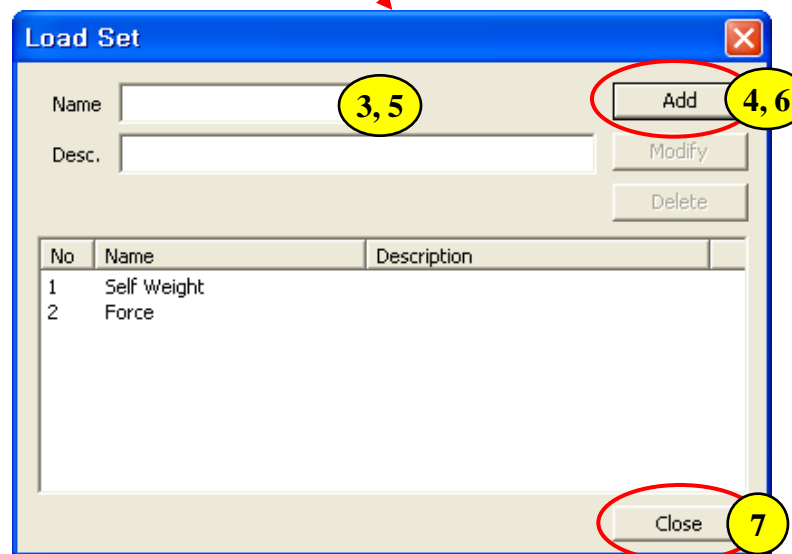 Load Set
Name 3, 5 Add 4, 6
Desc. Modify
Delete
No Name Description
1 Self Weight
2 Force
Close 7